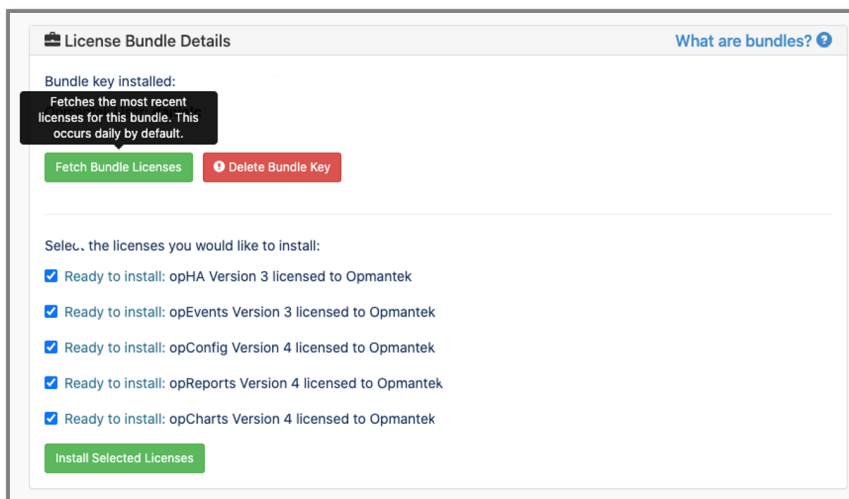 License Bundle Details
What are bundles?
Bundle key installed:
Fetches the most recent
licenses for this bundle. This
occurs daily by default.
Fetch Bundle Licenses
Delete Bundle Key
the licenses you would like to install:
Ready to install: opHA Version 3 licensed to Opmantek
Ready to install: opEvents Version 3 licensed to Opmantek
Ready to install: opConfig Version 4 licensed to Opmantek
Ready to install: opReports Version 4 licensed to Opmantek
Ready to install: opCharts Version 4 licensed to Opmantek
Install Selected Licenses